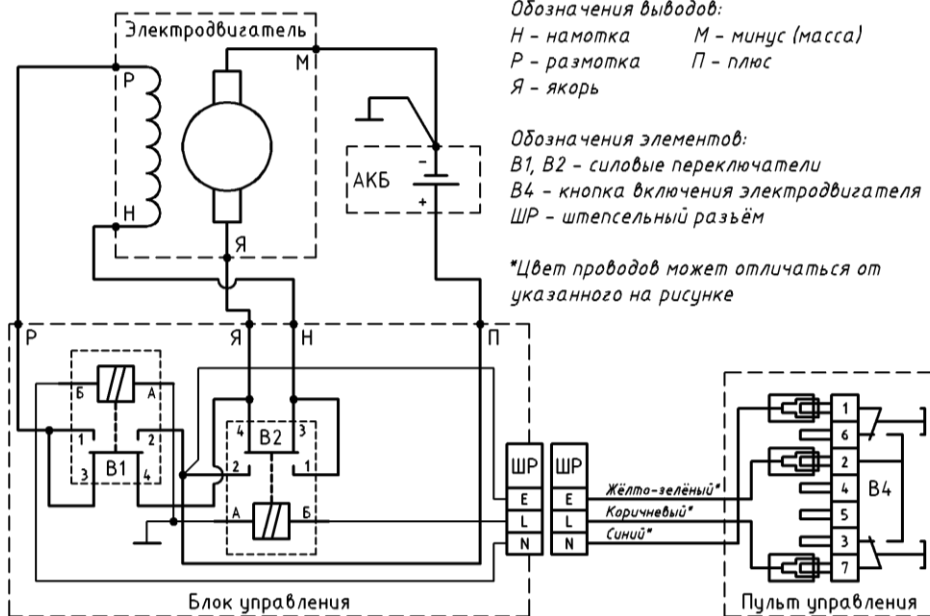 Электродвигатель
Р
Н
М
Я
АКБ
-
+
Обозначения выводов:
Н - намотка М - минус (масса)
Р - размотка П - плюс
Я - якорь
Обозначения элементов:
В1, В2 - силовые переключатели
В4 - кнопка включения электродвигателя
ШР - штепсельный разъём
*Цвет проводов может отличаться от
указанного на рисунке
Р Я Н П
Б А
1 2
3 В1 4
4 В2 3
2 1
А Б
ШР ШР
E E
L L
N N
Жёлто-зелёный*
Коричневый*
Синий*
1
6
2
4
5
3
7
В4
Блок управления
Пульт управления